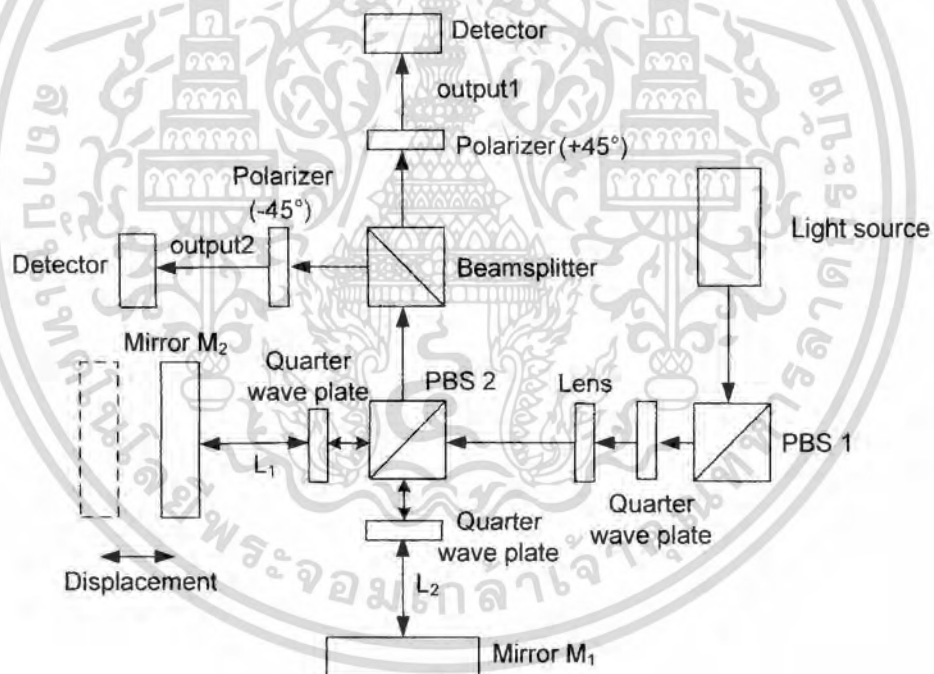 Detector
output1
Polarizer (+45°)
Polarizer
(-45°)
Light source
Detector
output2
Beamsplitter
Mirror M₂
Quarter
wave plate
PBS 2
Lens
PBS 1
L₁
Quarter
wave plate
Quarter
wave plate
Displacement
L₂
Mirror M₁